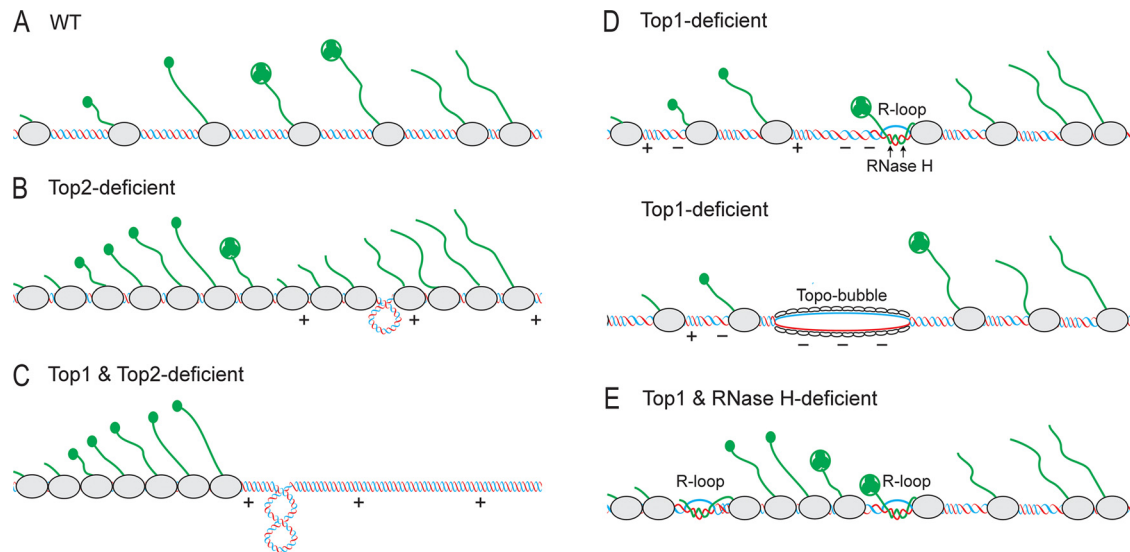 A WT
B Top2-deficient
+ + +
C Top1 & Top2-deficient
+ + +
D Top1-deficient
R-loop
+ − + − −
RNase H
Top1-deficient
Topo-bubble
+ − − − −
E Top1 & RNase H-deficient
R-loop R-loop